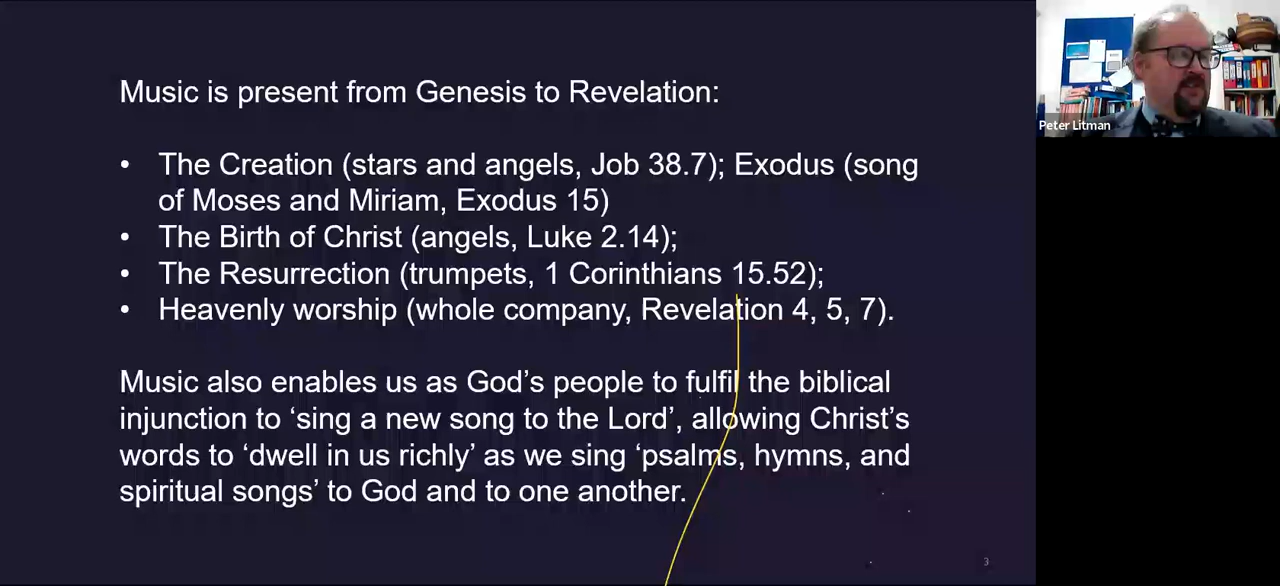 Music is present from Genesis to Revelation:
• The Creation (stars and angels, Job 38.7); Exodus (song
of Moses and Miriam, Exodus 15)
• The Birth of Christ (angels, Luke 2.14);
• The Resurrection (trumpets, 1 Corinthians 15.52);
• Heavenly worship (whole company, Revelation 4, 5, 7).
Music also enables us as God’s people to fulfil the biblical
injunction to ‘sing a new song to the Lord’, allowing Christ’s
words to ‘dwell in us richly’ as we sing ‘psalms, hymns, and
spiritual songs’ to God and to one another.
3
Peter Litman